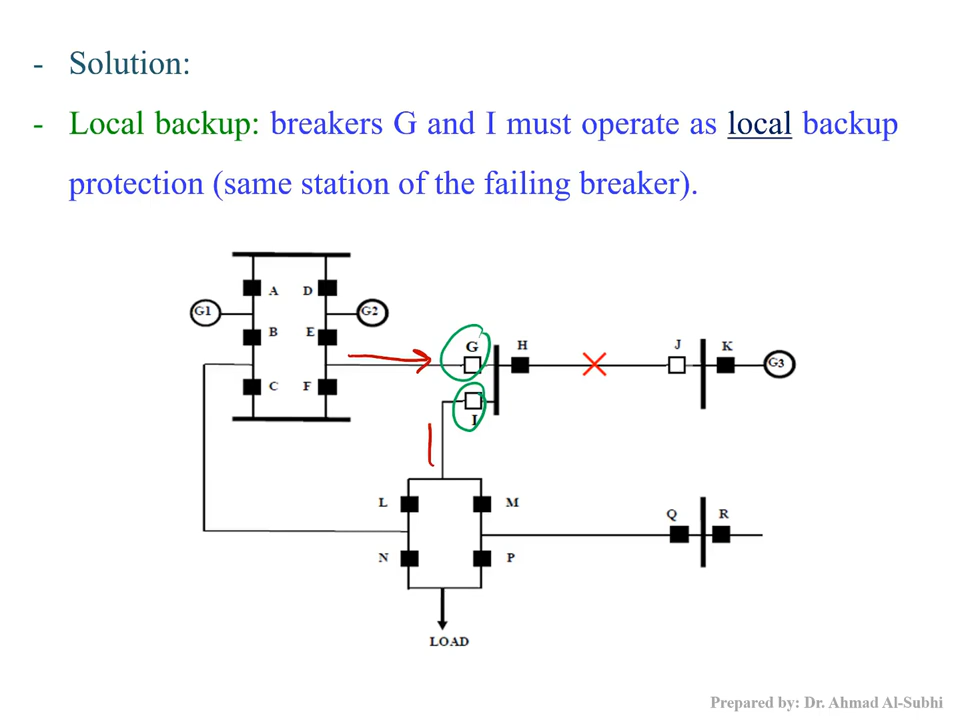 - Solution:
- Local backup: breakers G and I must operate as local backup
protection (same station of the failing breaker).
A D
G1 G2
B E
G H J K
G3
C F
I
L M
Q R
N P
LOAD
Prepared by: Dr. Ahmad Al-Subhi